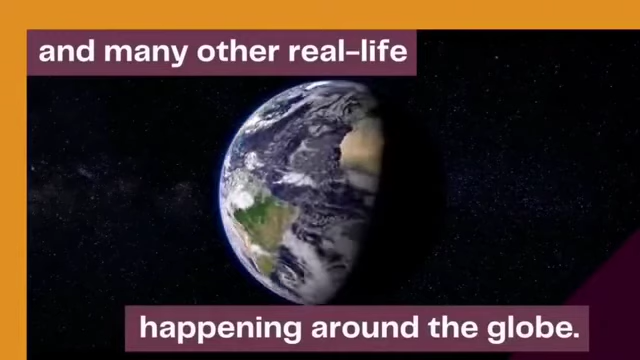 and many other real-life
happening around the globe.